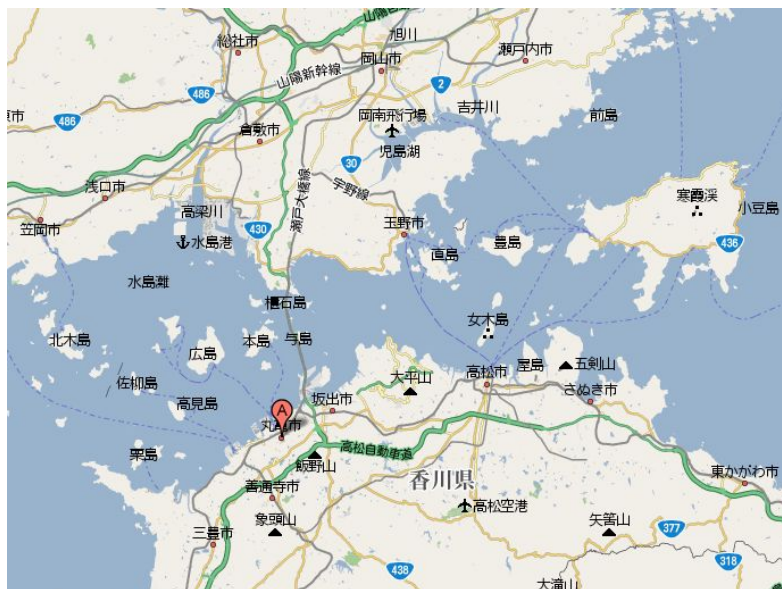 総社市
旭川
瀬戸内市
岡山市
山陽新幹線
486
2
吉井川
前島
岡南飛行場
486
児島湖
倉敷市
30
宇野線
寒霞渓
浅口市
瀬戸大橋線
小豆島
笠岡市
高梁川
430
玉野市
豊島
436
水島港
直島
水島灘
櫃石島
女木島
北木島
広島
本島
与島
屋島
五剣山
佐柳島
大平山
高松市
さぬき市
高見島
坂出市
A
粟島
高松自動車道
飯野山
香川県
東かがわ市
善通寺市
高松空港
三豊市
象頭山
矢筈山
377
438
318
大滝山